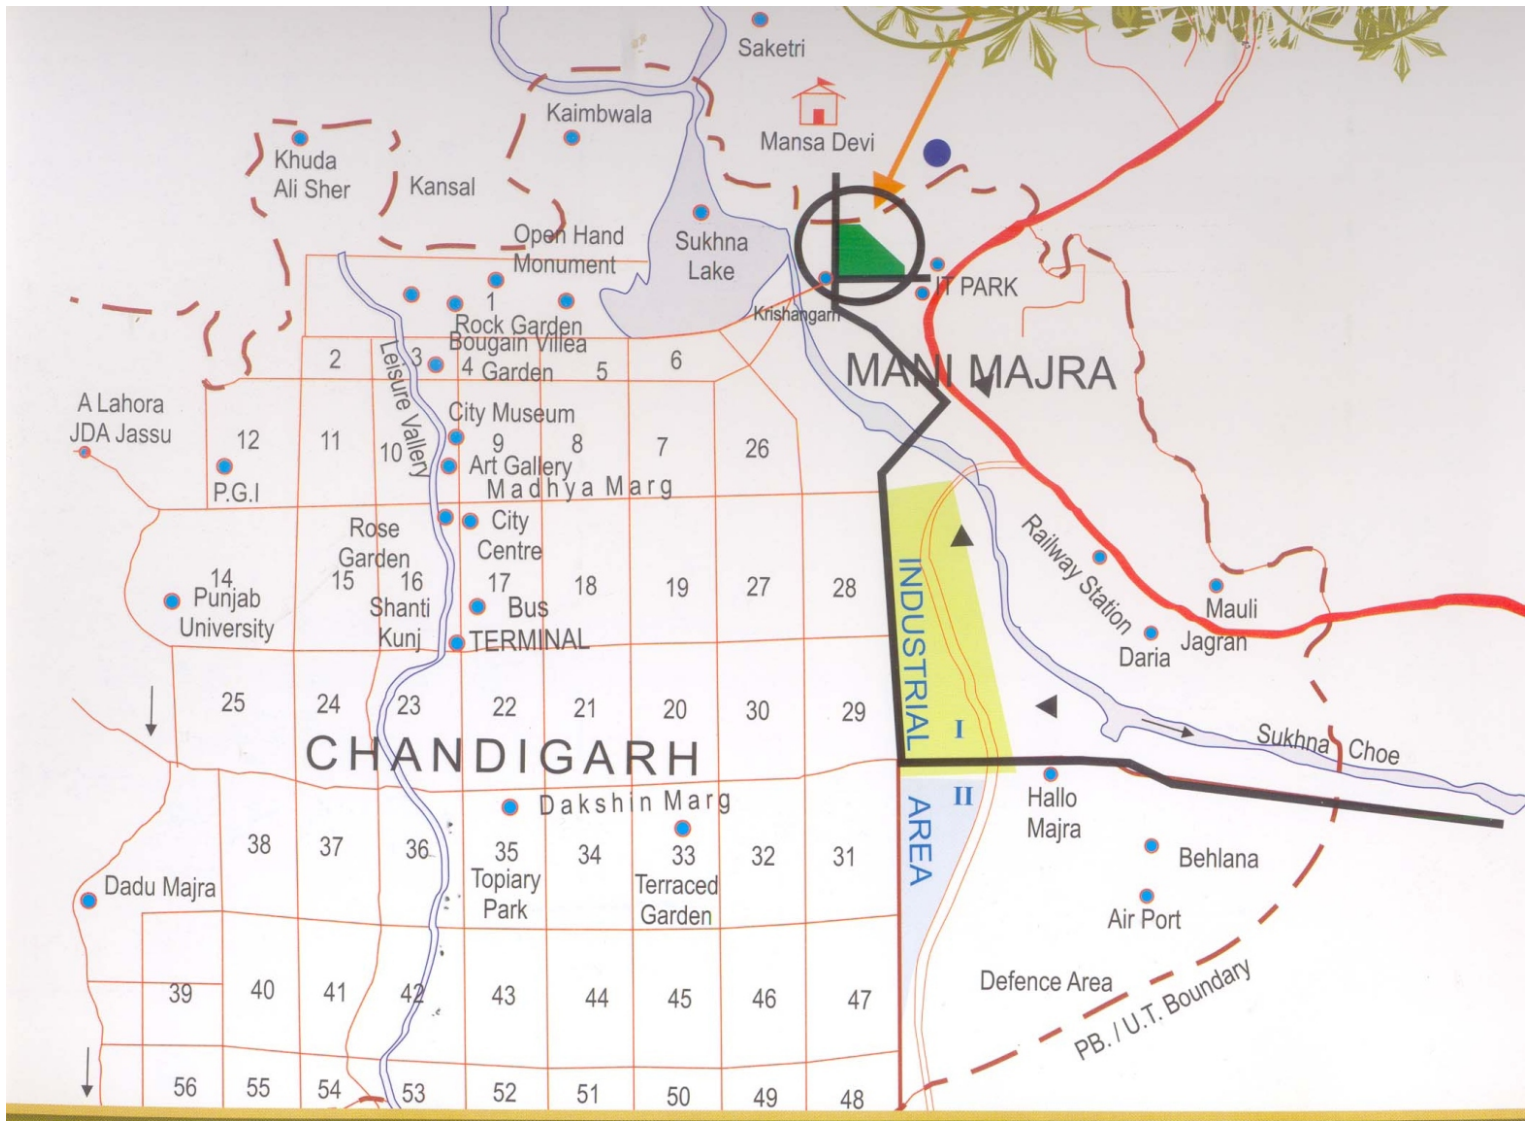 Saketri
Kaimbwala
Mansa Devi
Khuda
Ali Sher
Kansal
Open Hand
Monument
Sukhna
Lake
1
Rock Garden
IT PARK
Krishangarh
Bougain Villea
Garden
2
3
4
5
6
MANI MAJRA
Leisure Vallery
A Lahora
JDA Jassu
City Museum
12
11
10
9
8
7
26
Art Gallery
P.G.I
Madhya Marg
Rose
Garden
City
Centre
Railway Station
INDUSTRIAL
14
15
16
17
18
19
27
28
Punjab
University
Shanti
Kunj
Bus
TERMINAL
Mauli
Jagran
Daria
25
24
23
22
21
20
30
29
I
CHANDIGARH
Sukhna Choe
Dakshin Marg
II
AREA
Hallo
Majra
38
37
36
35
34
33
32
31
Behlana
Topiary
Park
Terraced
Garden
Dadu Majra
Air Port
Defence Area
PB. / U.T. Boundary
39
40
41
42
43
44
45
46
47
56
55
54
53
52
51
50
49
48